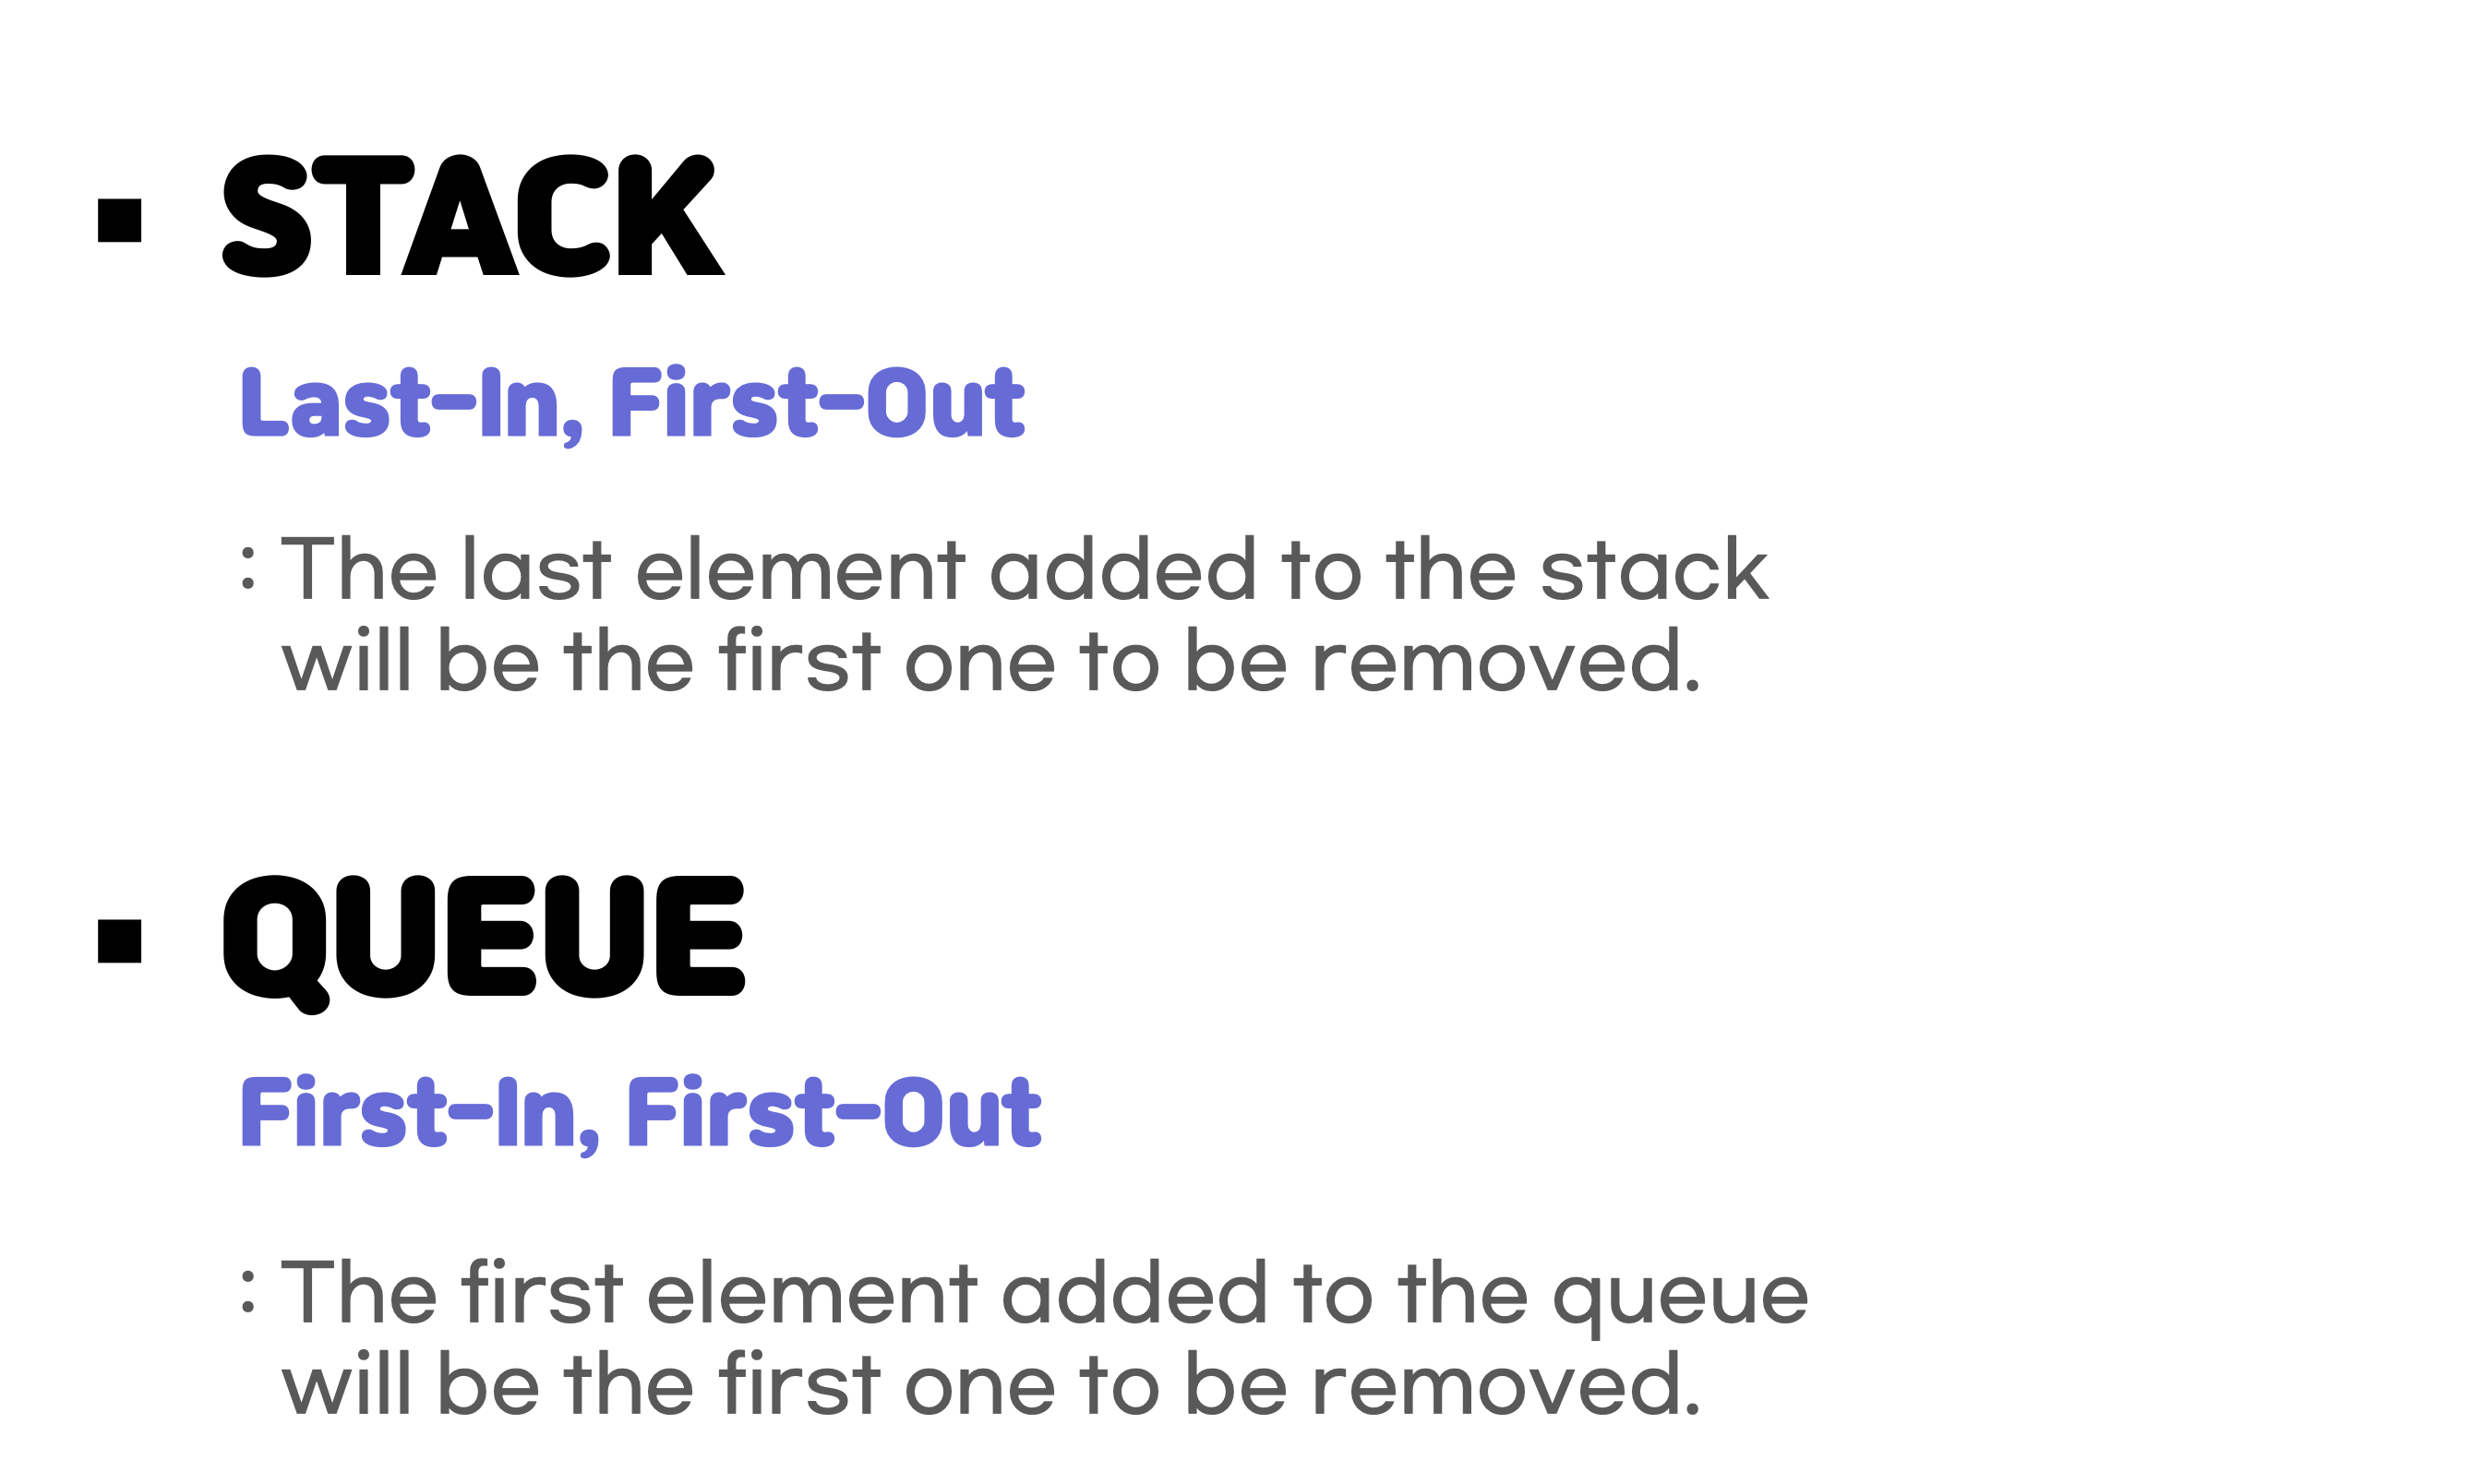 ▪ STACK
Last-In, First-Out
: The last element added to the stack
will be the first one to be removed.
▪ QUEUE
First-In, First-Out
: The first element added to the queue
will be the first one to be removed.